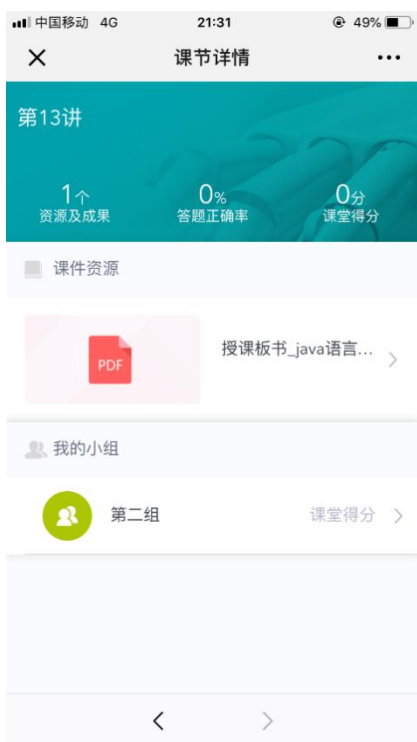 中国移动 4G 21:31 49%
课节详情
第13讲
1个 0% 0分
资源及成果 答题正确率 课堂得分
课件资源
PDF 授课板书_java语言...
我的小组
第二组 课堂得分